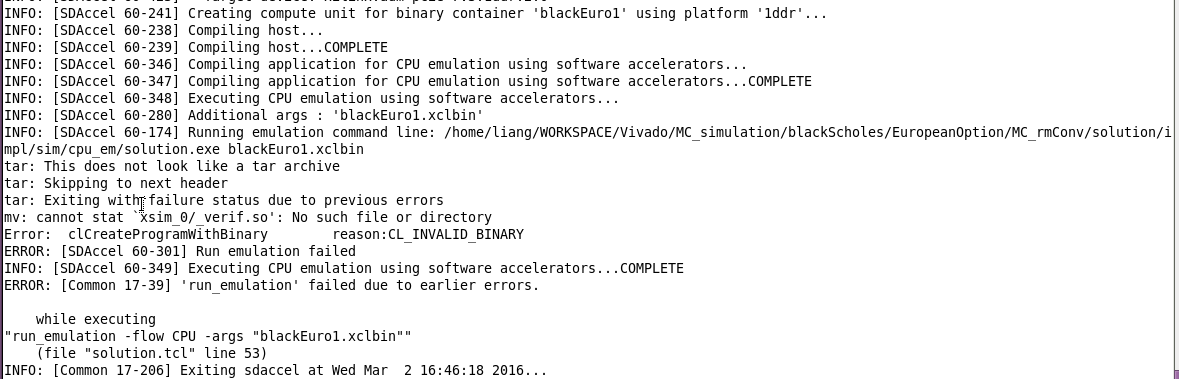 INFO: [SDAccel 60-241] Creating compute unit for binary container 'blackEuro1' using platform '1ddr'...
INFO: [SDAccel 60-238] Compiling host...
INFO: [SDAccel 60-239] Compiling host...COMPLETE
INFO: [SDAccel 60-346] Compiling application for CPU emulation using software accelerators...
INFO: [SDAccel 60-347] Compiling application for CPU emulation using software accelerators...COMPLETE
INFO: [SDAccel 60-348] Executing CPU emulation using software accelerators...
INFO: [SDAccel 60-280] Additional args : 'blackEuro1.xclbin'
INFO: [SDAccel 60-174] Running emulation command line: /home/liang/WORKSPACE/Vivado/MC_simulation/blackScholes/EuropeanOption/MC_rmConv/solution/i
mpl/sim/cpu_em/solution.exe blackEuro1.xclbin
tar: This does not look like a tar archive
tar: Skipping to next header
tar: Exiting with failure status due to previous errors
mv: cannot stat `xsim_0/_verif.so': No such file or directory
Error:  clCreateProgramWithBinary        reason:CL_INVALID_BINARY
ERROR: [SDAccel 60-301] Run emulation failed
INFO: [SDAccel 60-349] Executing CPU emulation using software accelerators...COMPLETE
ERROR: [Common 17-39] 'run_emulation' failed due to earlier errors.
    while executing
"run_emulation -flow CPU -args "blackEuro1.xclbin""
    (file "solution.tcl" line 53)
INFO: [Common 17-206] Exiting sdaccel at Wed Mar  2 16:46:18 2016...